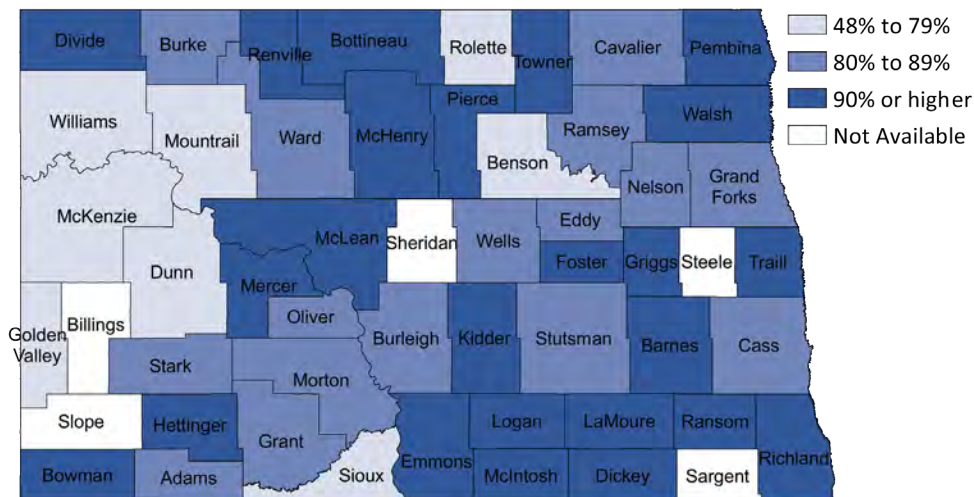 Divide
Burke
Renville
Bottineau
Rolette
Towner
Cavalier
Pembina
48% to 79%
80% to 89%
90% or higher
Not Available
Williams
Mountrail
Ward
McHenry
Pierce
Benson
Ramsey
Walsh
Nelson
Grand
Forks
McKenzie
Dunn
McLean
Sheridan
Wells
Eddy
Foster
Griggs
Steele
Traill
Mercer
Oliver
Golden
Valley
Billings
Stark
Morton
Burleigh
Kidder
Stutsman
Barnes
Cass
Slope
Hettinger
Grant
Logan
LaMoure
Ransom
Richland
Bowman
Adams
Sioux
Emmons
McIntosh
Dickey
Sargent